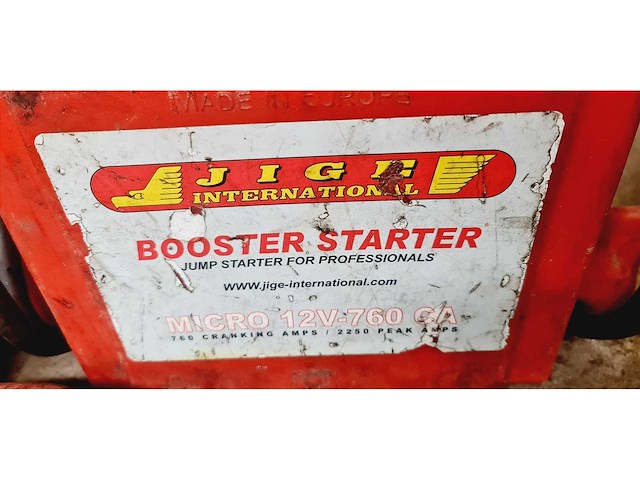 MADE IN EUROPE
JIGE
INTERNATIONAL
BOOSTER STARTER®
JUMP STARTER FOR PROFESSIONALS
www.jige-international.com
MICRO 12V-760 CA
760 CRANKING AMPS / 2250 PEAK AMPS